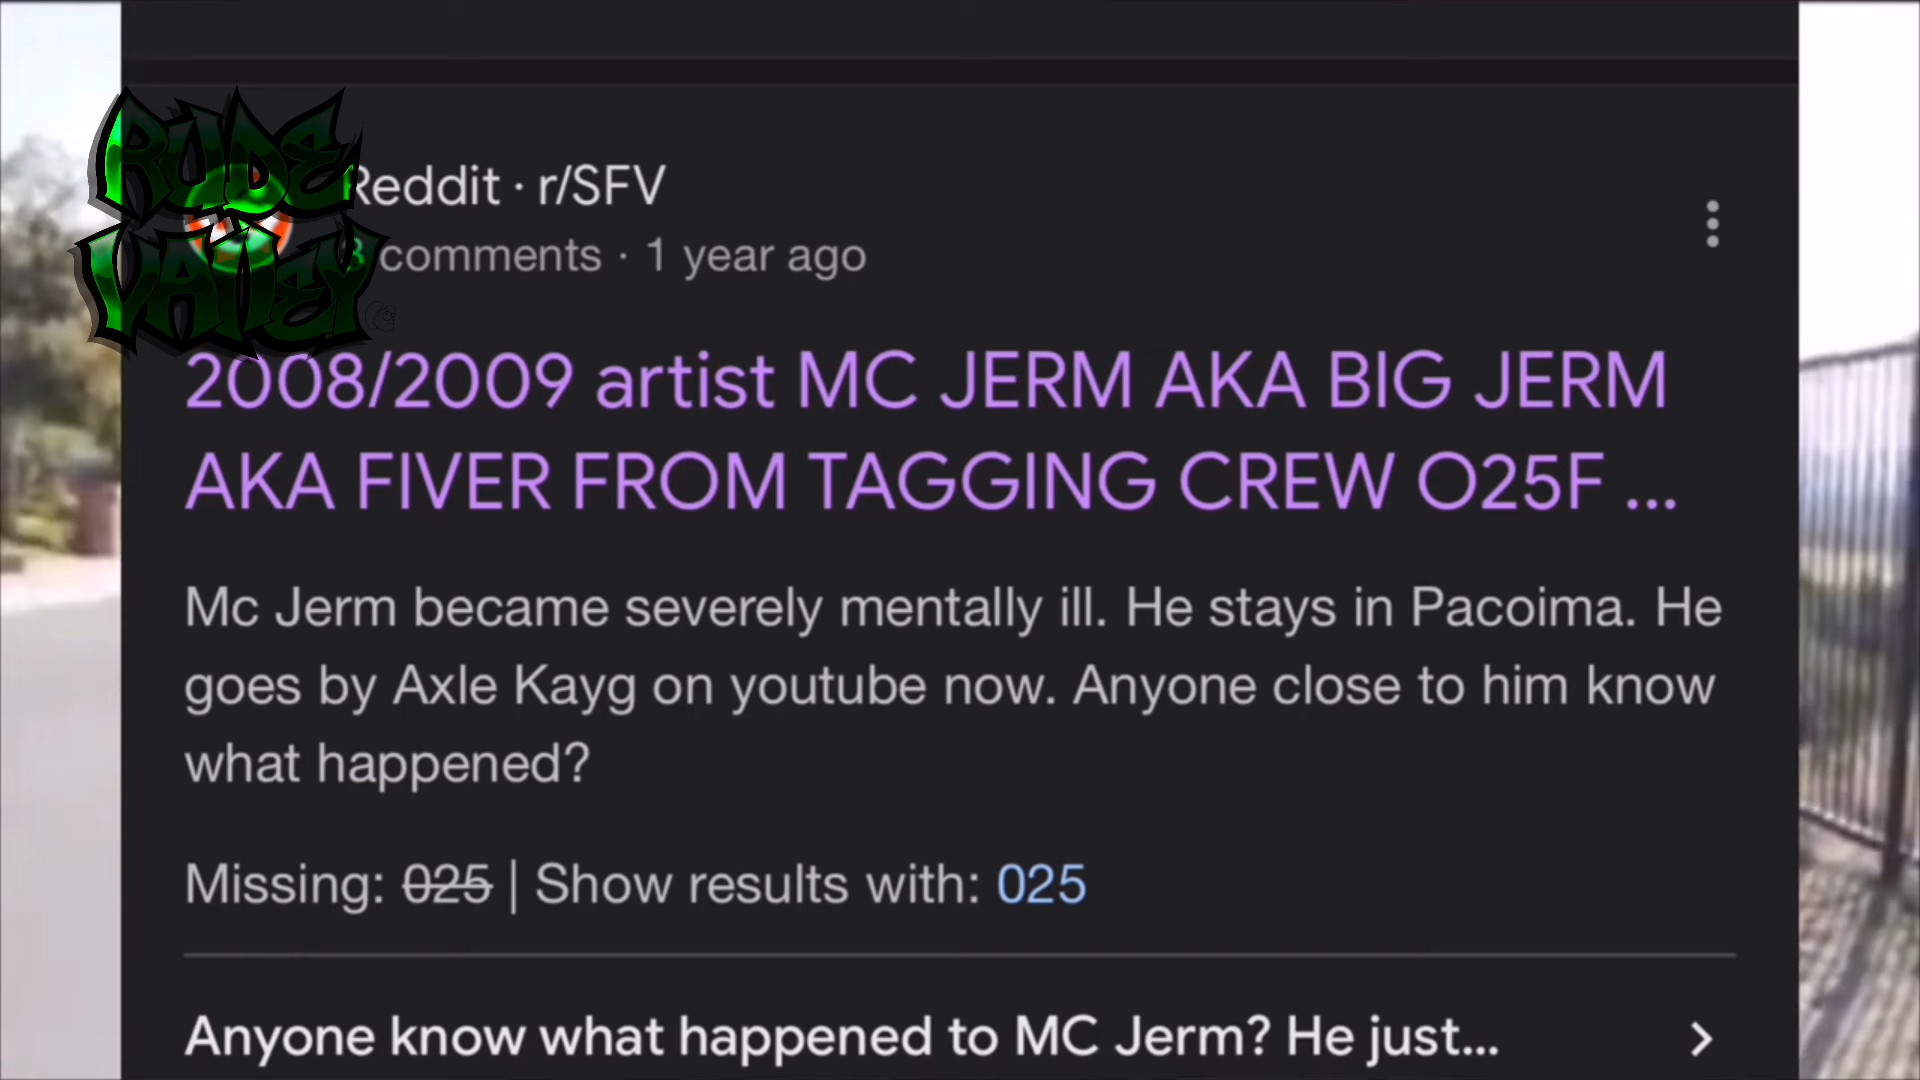 RUDE
VALLEY
Reddit · r/SFV
3 comments · 1 year ago
2008/2009 artist MC JERM AKA BIG JERM
AKA FIVER FROM TAGGING CREW O25F ...
Mc Jerm became severely mentally ill. He stays in Pacoima. He
goes by Axle Kayg on youtube now. Anyone close to him know
what happened?
Missing: 025 | Show results with: 025
Anyone know what happened to MC Jerm? He just...